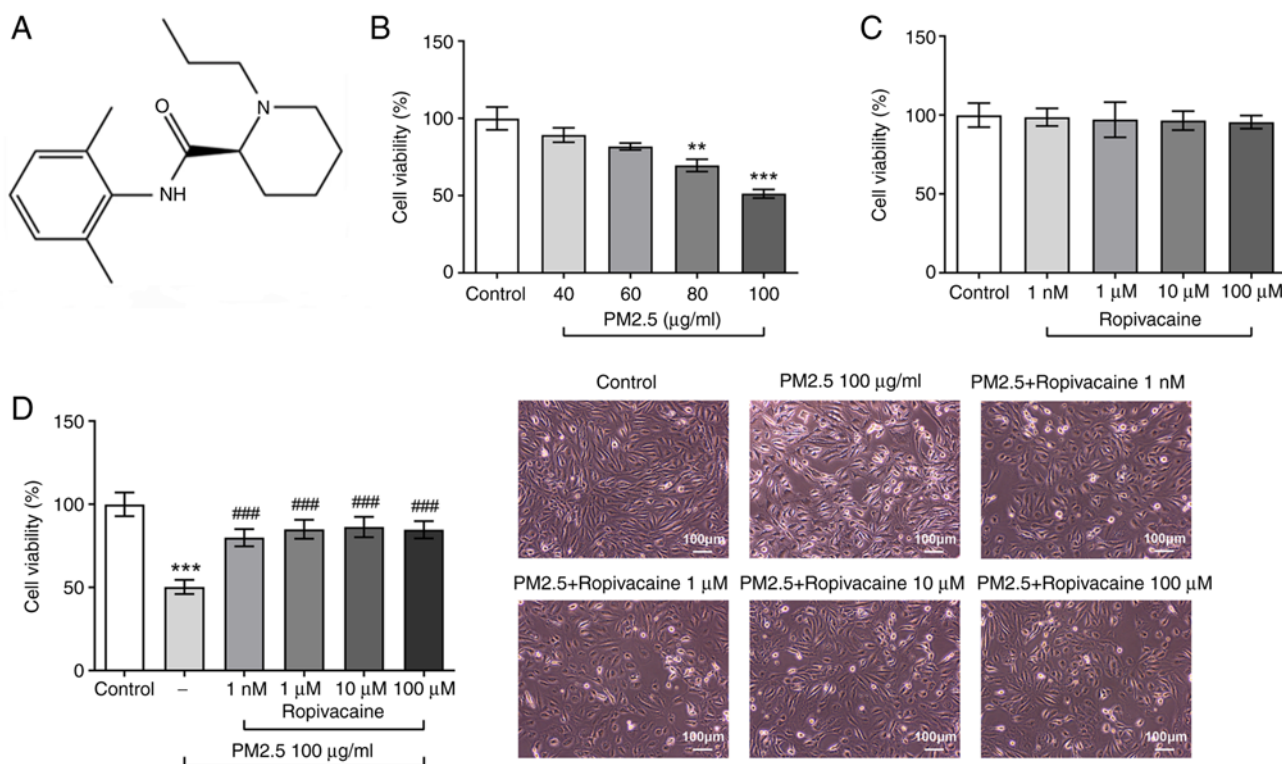 A
O
N
NH
B
Cell viability (%)
150
100
50
0
**
***
Control 40 60 80 100
PM2.5 (μg/ml)
C
Cell viability (%)
150
100
50
0
Control 1 nM 1 μM 10 μM 100 μM
Ropivacaine
D
Cell viability (%)
150
100
50
0
***
### ### ### ###
Control – 1 nM 1 μM 10 μM 100 μM
Ropivacaine
PM2.5 100 μg/ml
Control PM2.5 100 μg/ml PM2.5+Ropivacaine 1 nM
100μm 100μm 100μm
PM2.5+Ropivacaine 1 μM PM2.5+Ropivacaine 10 μM PM2.5+Ropivacaine 100 μM
100μm 100μm 100μm